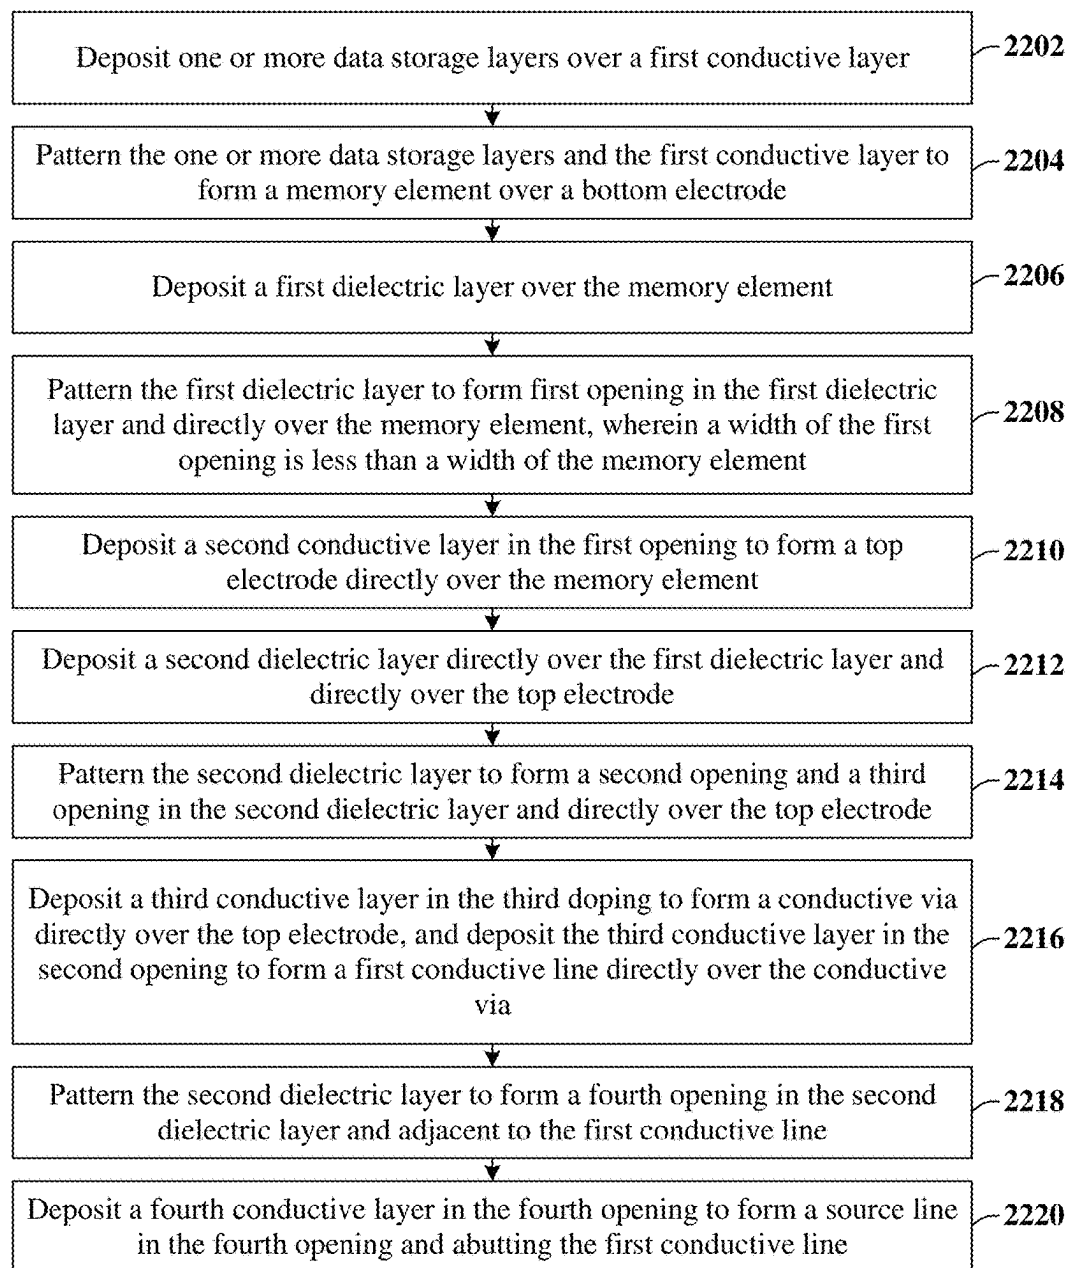 Deposit one or more data storage layers over a first conductive layer
2202
Pattern the one or more data storage layers and the first conductive layer to
form a memory element over a bottom electrode
2204
Deposit a first dielectric layer over the memory element
2206
Pattern the first dielectric layer to form first opening in the first dielectric
layer and directly over the memory element, wherein a width of the first
opening is less than a width of the memory element
2208
Deposit a second conductive layer in the first opening to form a top
electrode directly over the memory element
2210
Deposit a second dielectric layer directly over the first dielectric layer and
directly over the top electrode
2212
Pattern the second dielectric layer to form a second opening and a third
opening in the second dielectric layer and directly over the top electrode
2214
Deposit a third conductive layer in the third doping to form a conductive via
directly over the top electrode, and deposit the third conductive layer in the
second opening to form a first conductive line directly over the conductive
via
2216
Pattern the second dielectric layer to form a fourth opening in the second
dielectric layer and adjacent to the first conductive line
2218
Deposit a fourth conductive layer in the fourth opening to form a source line
in the fourth opening and abutting the first conductive line
2220